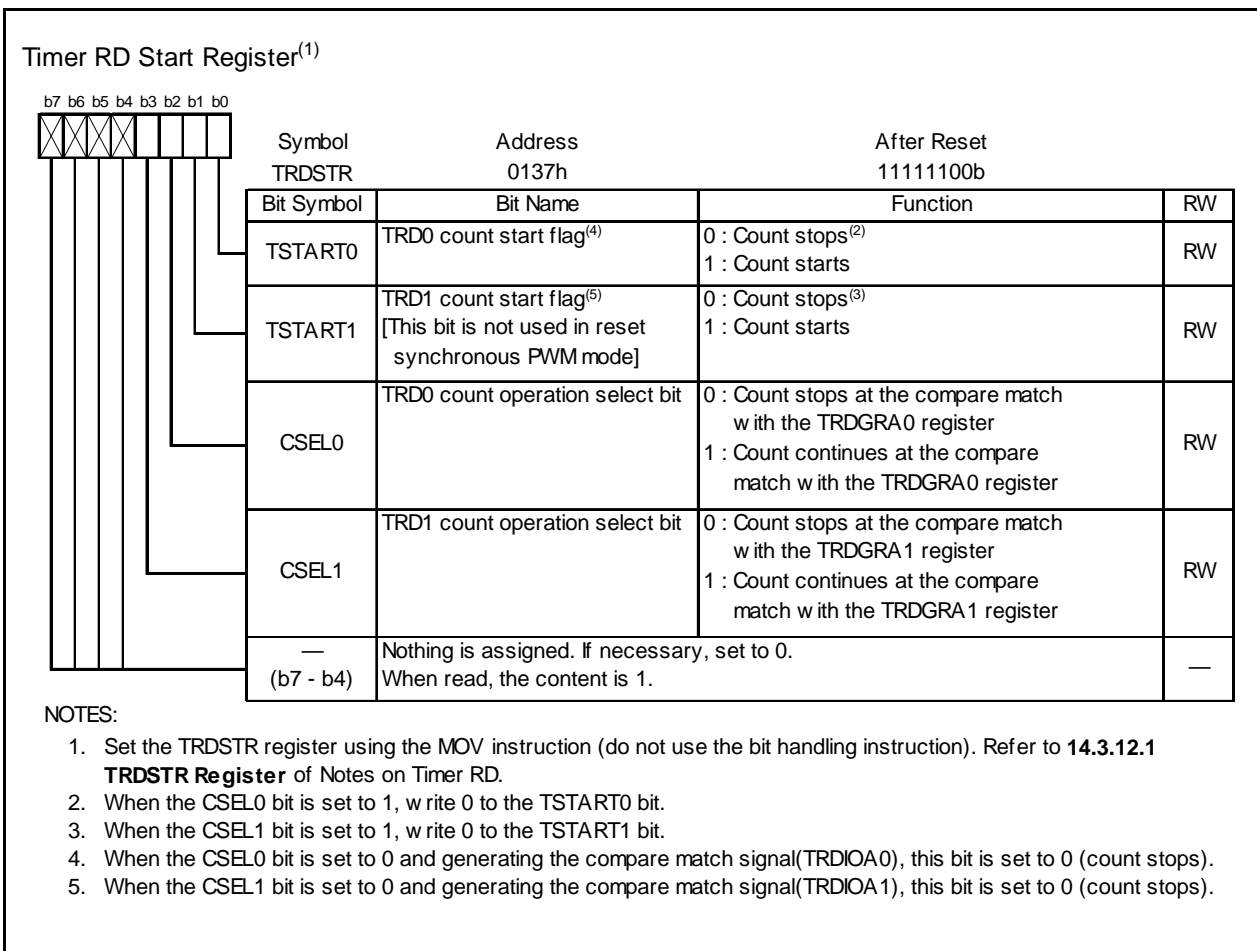 Timer RD Start Register(1)
b7 b6 b5 b4 b3 b2 b1 b0
Symbol Address After Reset
TRDSTR 0137h 11111100b
Bit Symbol Bit Name Function RW
TSTART0 TRD0 count start flag(4) 0 : Count stops(2) RW
1 : Count starts
TSTART1 TRD1 count start flag(5) 0 : Count stops(3) RW
[This bit is not used in reset 1 : Count starts
synchronous PWM mode]
CSEL0 TRD0 count operation select bit 0 : Count stops at the compare match RW
with the TRDGRA0 register
1 : Count continues at the compare
match with the TRDGRA0 register
CSEL1 TRD1 count operation select bit 0 : Count stops at the compare match RW
with the TRDGRA1 register
1 : Count continues at the compare
match with the TRDGRA1 register
— Nothing is assigned. If necessary, set to 0. —
(b7 - b4) When read, the content is 1.
NOTES:
1. Set the TRDSTR register using the MOV instruction (do not use the bit handling instruction). Refer to 14.3.12.1
TRDSTR Register of Notes on Timer RD.
2. When the CSEL0 bit is set to 1, write 0 to the TSTART0 bit.
3. When the CSEL1 bit is set to 1, write 0 to the TSTART1 bit.
4. When the CSEL0 bit is set to 0 and generating the compare match signal(TRDIOA0), this bit is set to 0 (count stops).
5. When the CSEL1 bit is set to 0 and generating the compare match signal(TRDIOA1), this bit is set to 0 (count stops).